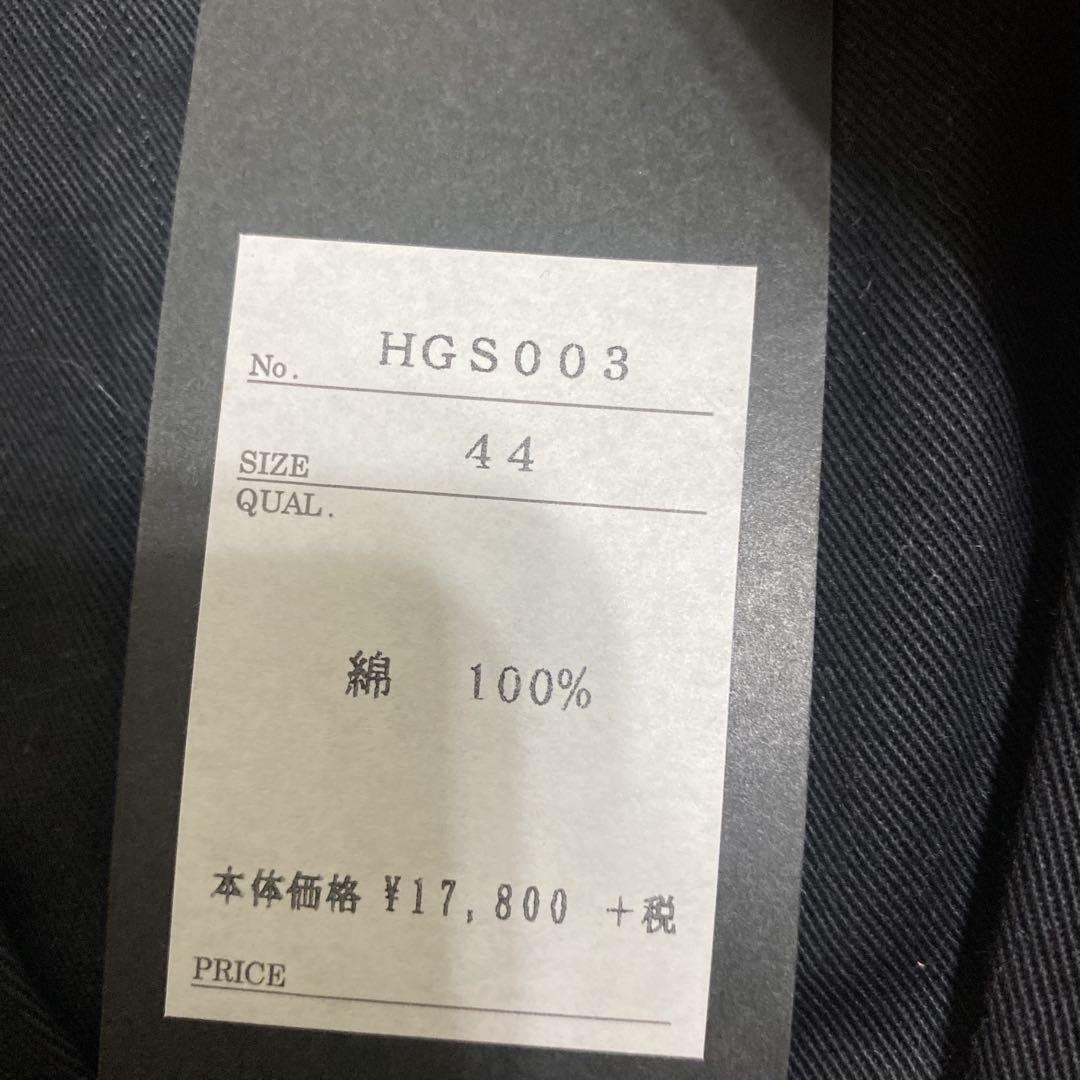 No. HGS003
SIZE 44
QUAL.
綿 100%
本体価格 ¥17,800 +税
PRICE